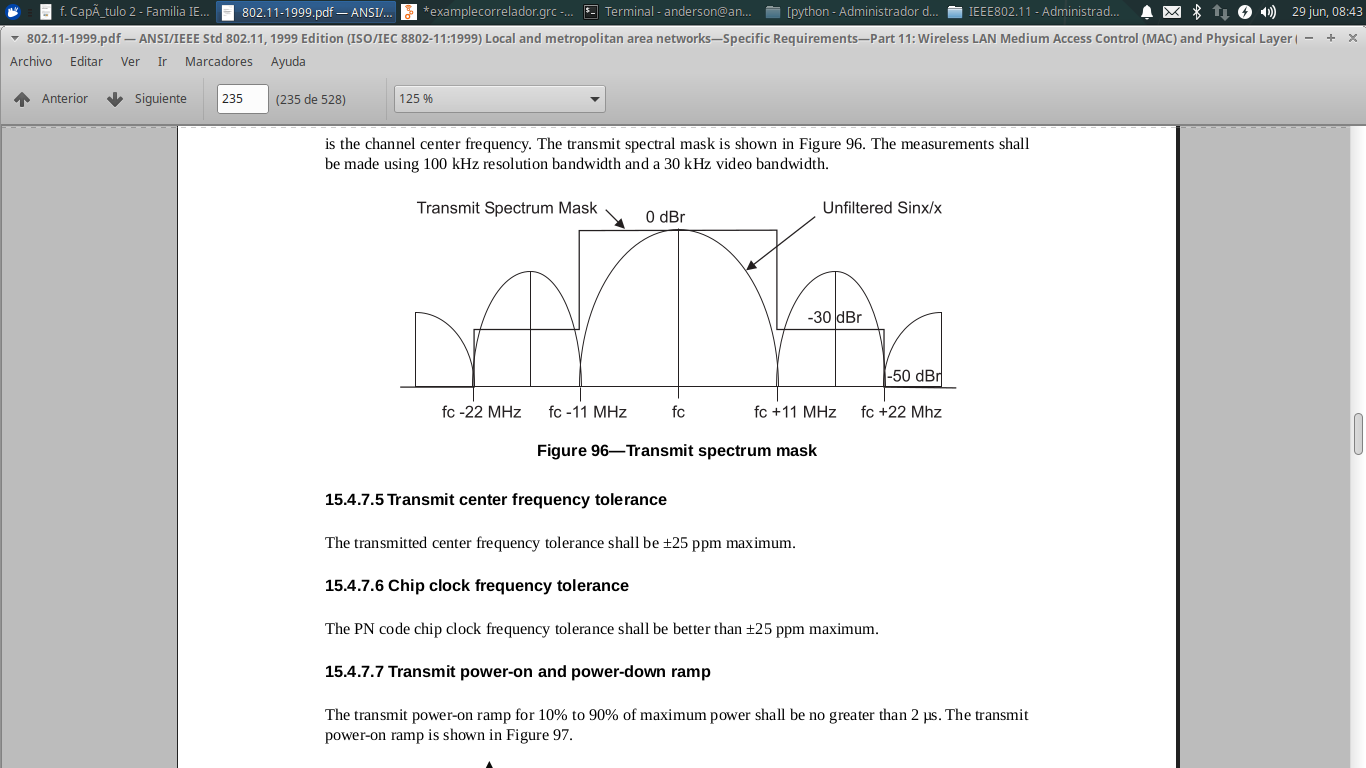 f. CapÃ_tulo 2 - Familia IE...
802.11-1999.pdf — ANSI/...
*examplecorrelador.grc -...
Terminal - anderson@an...
[python - Administrador d...
IEEE802.11 - Administrad...
29 jun, 08:43
802.11-1999.pdf — ANSI/IEEE Std 802.11, 1999 Edition (ISO/IEC 8802-11:1999) Local and metropolitan area networks—Specific Requirements—Part 11: Wireless LAN Medium Access Control (MAC) and Physical Layer (
Archivo Editar Ver Ir Marcadores Ayuda
Anterior Siguiente 235 (235 de 528) 125 %
is the channel center frequency. The transmit spectral mask is shown in Figure 96. The measurements shall
be made using 100 kHz resolution bandwidth and a 30 kHz video bandwidth.
Transmit Spectrum Mask
0 dBr
Unfiltered Sinx/x
-30 dBr
-50 dBr
fc -22 MHz fc -11 MHz fc fc +11 MHz fc +22 Mhz
Figure 96—Transmit spectrum mask
15.4.7.5 Transmit center frequency tolerance
The transmitted center frequency tolerance shall be ±25 ppm maximum.
15.4.7.6 Chip clock frequency tolerance
The PN code chip clock frequency tolerance shall be better than ±25 ppm maximum.
15.4.7.7 Transmit power-on and power-down ramp
The transmit power-on ramp for 10% to 90% of maximum power shall be no greater than 2 µs. The transmit
power-on ramp is shown in Figure 97.